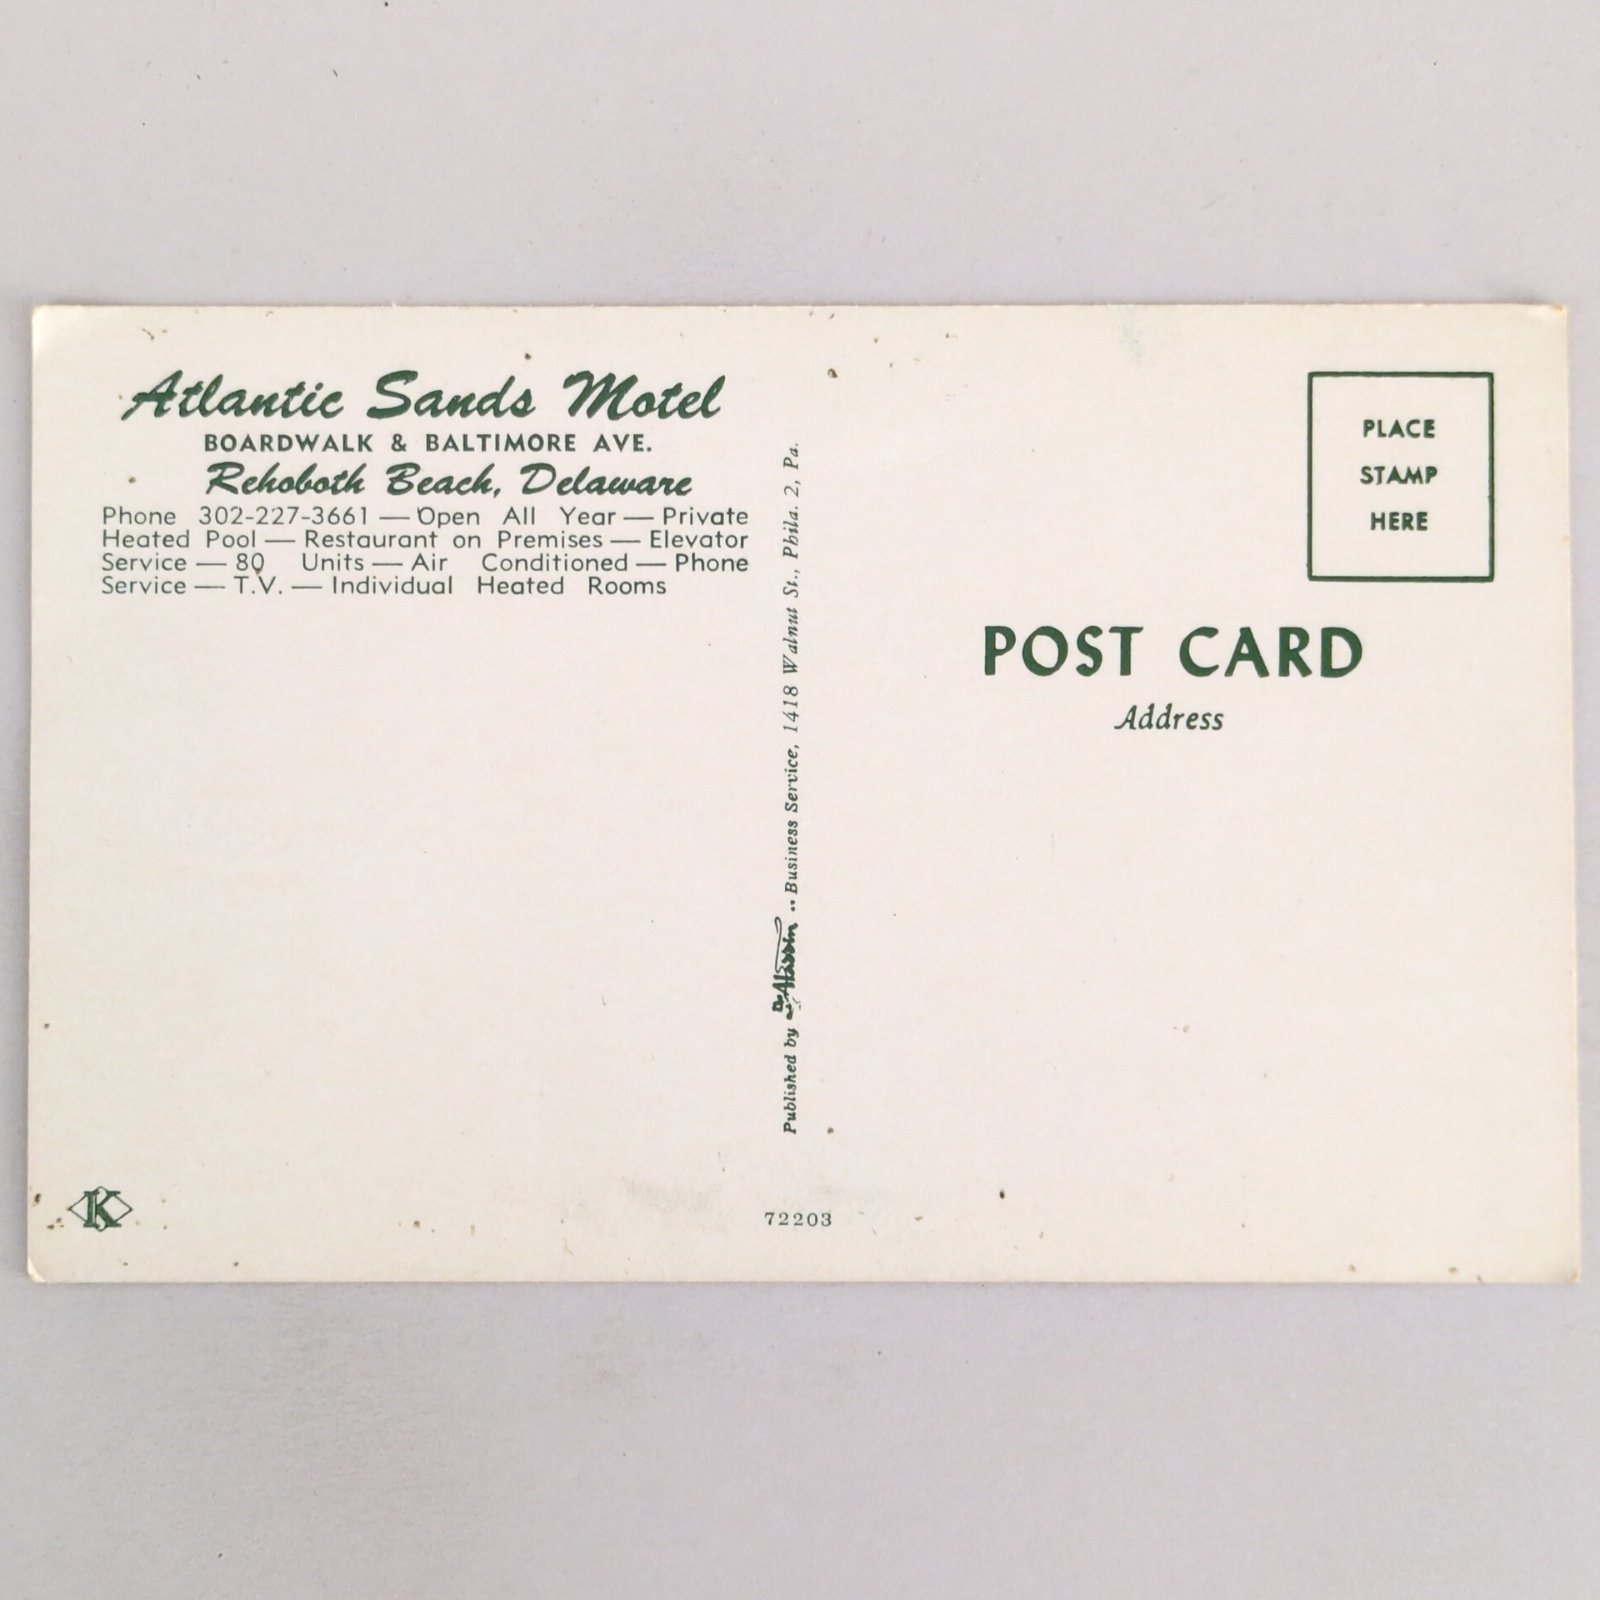 Atlantic Sands Motel
BOARDWALK & BALTIMORE AVE.
Rehoboth Beach, Delaware
Phone 302-227-3661 — Open All Year — Private
Heated Pool — Restaurant on Premises — Elevator
Service — 80 Units — Air Conditioned — Phone
Service — T.V. — Individual Heated Rooms
Published by Aladdin .. Business Service, 1418 Walnut St., Phila. 2, Pa.
PLACE
STAMP
HERE
POST CARD
Address
K
72203